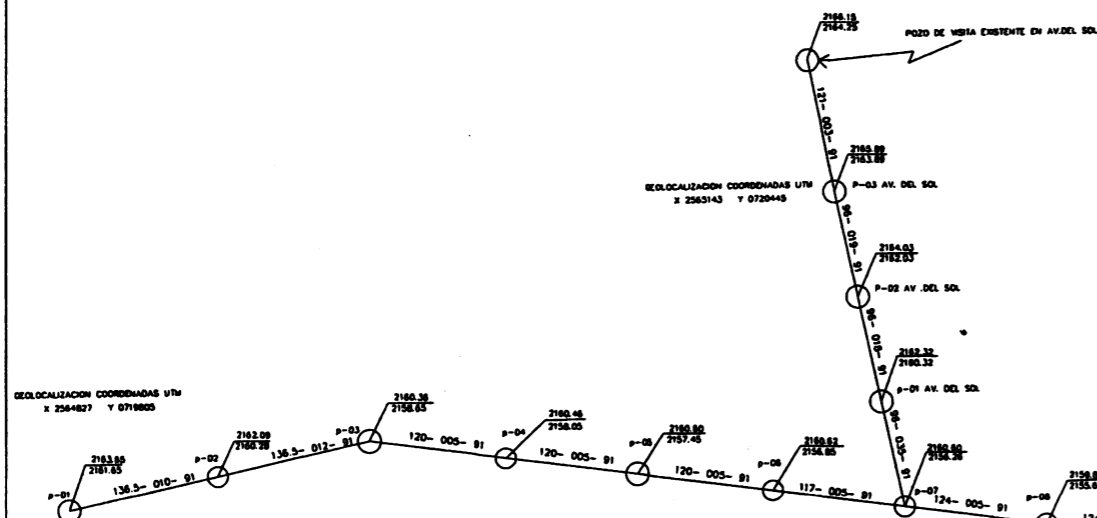 2166.15
2164.25
POZO DE VISITA EXISTENTE EN AV.DEL SOL
121- 003- 91
2165.89
2163.89
GEOLOCALIZACION COORDENADAS UTM
X 2565143 Y 0720445
P-03 AV. DEL SOL
96- 019- 91
2164.03
2162.03
P-02 AV .DEL SOL
96- 018- 91
2162.32
2160.32
P-01 AV. DEL SOL
96- 035- 91
GEOLOCALIZACION COORDENADAS UTM
X 2564827 Y 0719805
2163.65
2161.65
P-01
136.5- 010- 91
2162.09
2160.28
P-02
136.5- 012- 91
2160.36
2158.65
P-03
120- 005- 91
2160.46
2158.05
P-04
120- 005- 91
2160.60
2157.45
P-05
120- 005- 91
2160.62
2156.85
P-06
117- 005- 91
2160.60
2156.26
P-07
124- 005- 91
P-08